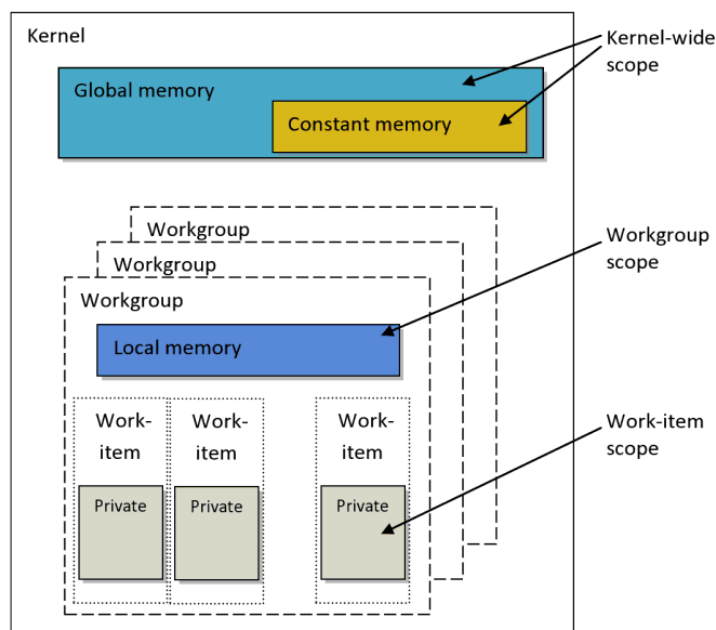 Kernel
Kernel-wide
scope
Global memory
Constant memory
Workgroup
Workgroup
Workgroup
Workgroup
scope
Local memory
Work-
item
Work-
item
Work-
item
Work-item
scope
Private
Private
Private